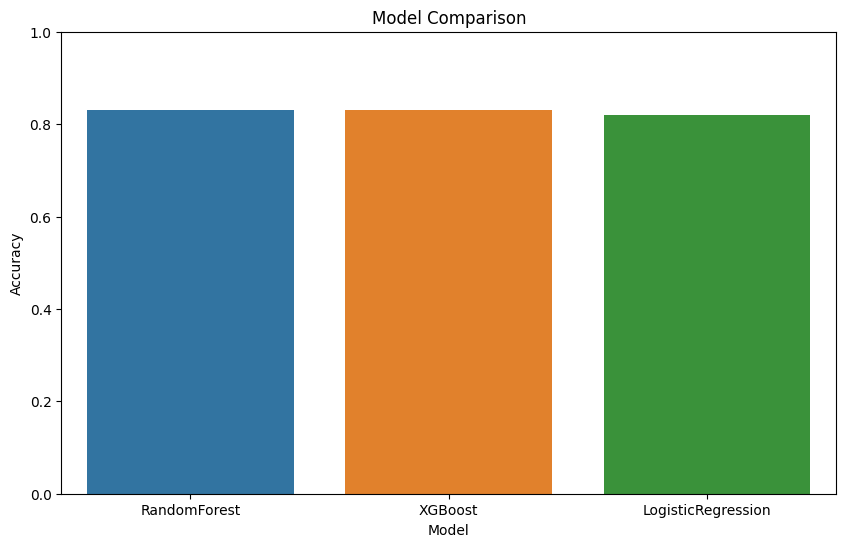 Model Comparison
1.0
0.8
0.6
0.4
0.2
0.0
Accuracy
RandomForest
XGBoost
LogisticRegression
Model